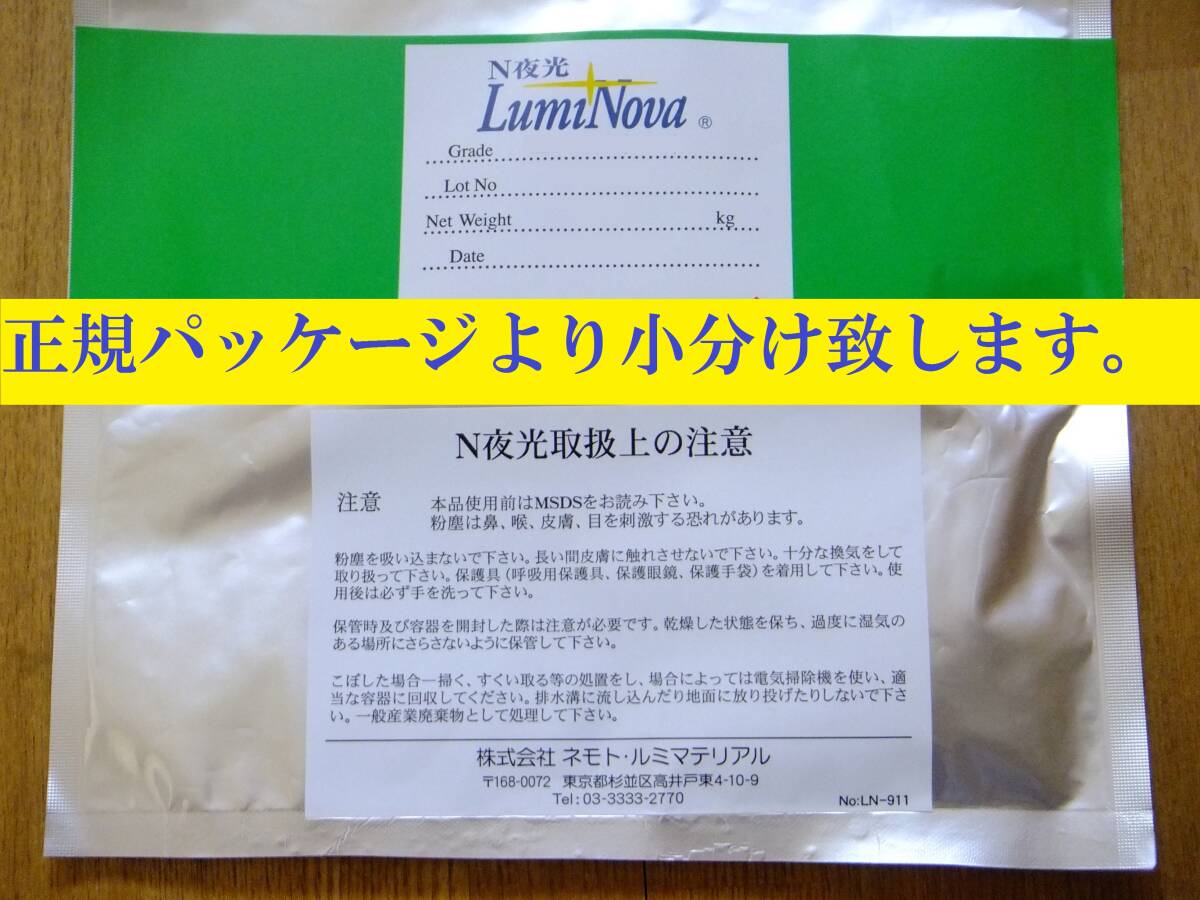 N夜光
LumiNova ®
Grade
Lot No
Net Weight kg
Date
正規パッケージより小分け致します。
N夜光取扱上の注意
注意 本品使用前はMSDSをお読み下さい。
粉塵は鼻、喉、皮膚、目を刺激する恐れがあります。
粉塵を吸い込まないで下さい。長い間皮膚に触れさせないで下さい。十分な換気をして
取り扱って下さい。保護具（呼吸用保護具、保護眼鏡、保護手袋）を着用して下さい。使
用後は必ず手を洗って下さい。
保管時及び容器を開封した際は注意が必要です。乾燥した状態を保ち、過度に湿気の
ある場所にさらさないように保管して下さい。
こぼした場合—掃く、すくい取る等の処置をし、場合によっては電気掃除機を使い、適
当な容器に回収してください。排水溝に流し込んだり地面に放り投げたりしないで下さ
い。一般産業廃棄物として処理して下さい。
株式会社 ネモト・ルミマテリアル
〒168-0072 東京都杉並区高井戸東4-10-9
Tel:03-3333-2770
No:LN-911